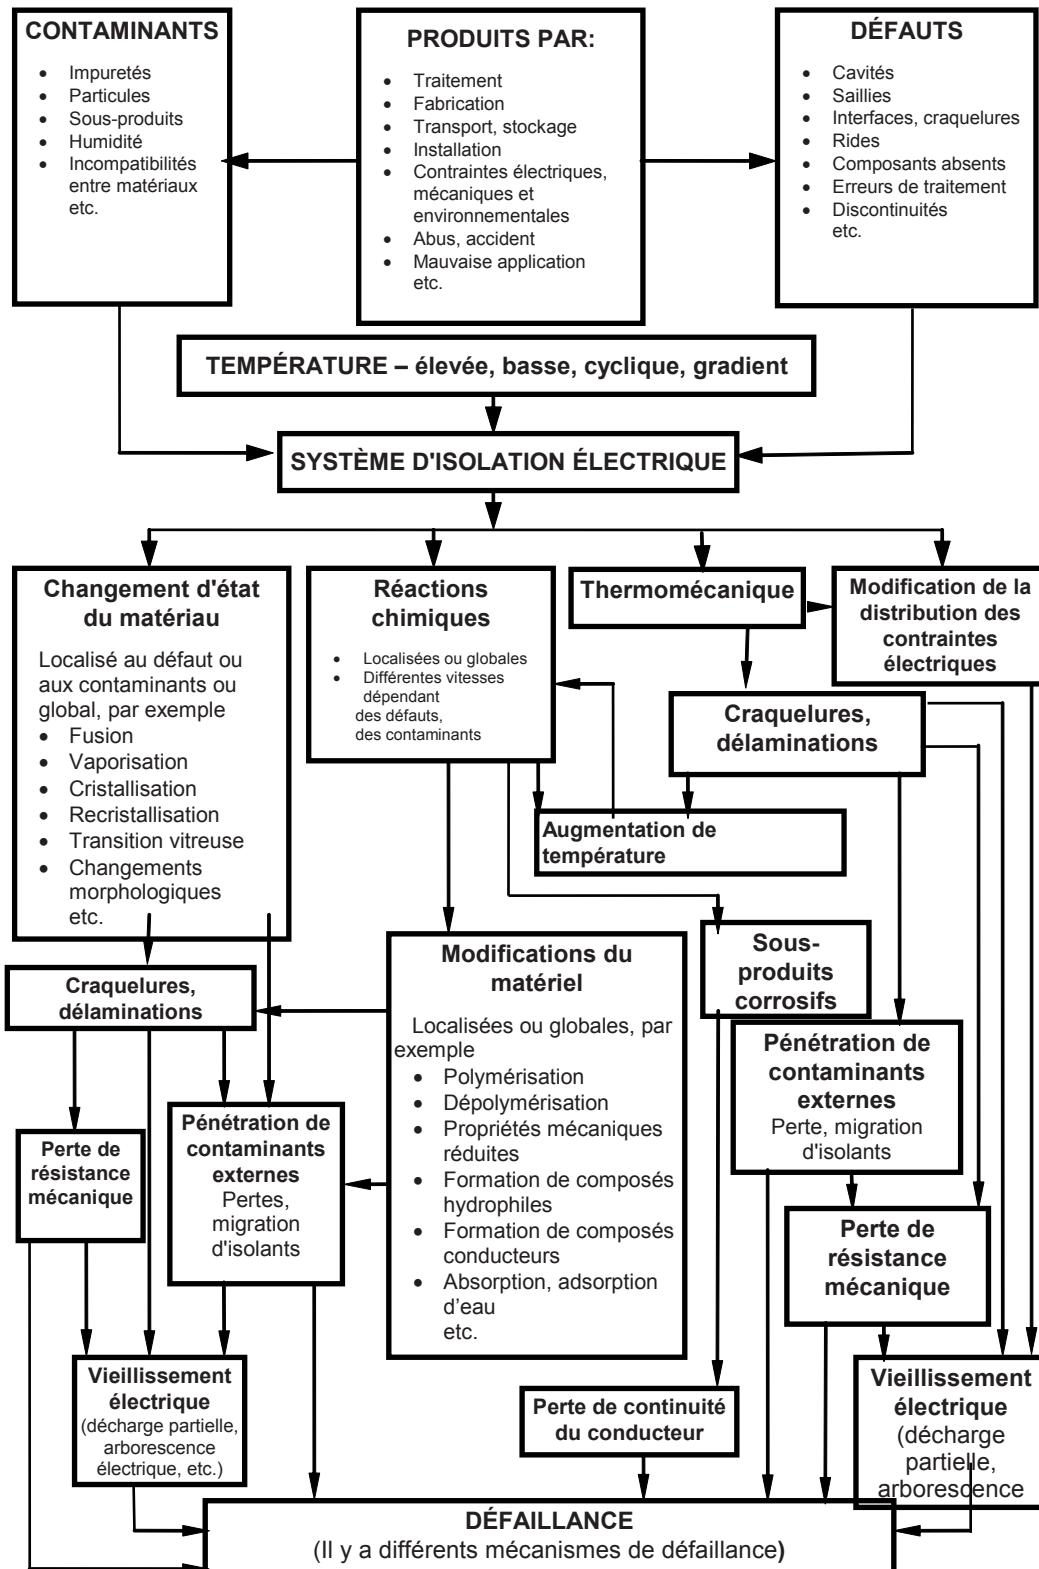 CONTAMINANTS
• Impuretés
• Particules
• Sous-produits
• Humidité
• Incompatibilités
entre matériaux
etc.
PRODUITS PAR:
• Traitement
• Fabrication
• Transport, stockage
• Installation
• Contraintes électriques,
mécaniques et
environnementales
• Abus, accident
• Mauvaise application
etc.
DÉFAUTS
• Cavités
• Saillies
• Interfaces, craquelures
• Rides
• Composants absents
• Erreurs de traitement
• Discontinuités
etc.
TEMPÉRATURE – élevée, basse, cyclique, gradient
SYSTÈME D'ISOLATION ÉLECTRIQUE
Changement d'état
du matériau
Localisé au défaut ou
aux contaminants ou
global, par exemple
• Fusion
• Vaporisation
• Cristallisation
• Recristallisation
• Transition vitreuse
• Changements
morphologiques
etc.
Réactions
chimiques
• Localisées ou globales
• Différentes vitesses
dépendant
des défauts,
des contaminants
Thermomécanique
Modification de la
distribution des
contraintes
électriques
Craquelures,
délaminations
Augmentation de
température
Modifications du
matériel
Localisées ou globales, par
exemple
• Polymérisation
• Dépolymérisation
• Propriétés mécaniques
réduites
• Formation de composés
hydrophiles
• Formation de composés
conducteurs
• Absorption, adsorption
d’eau
etc.
Sous-
produits
corrosifs
Craquelures,
délaminations
Pénétration de
contaminants
externes
Perte, migration
d'isolants
Perte de
résistance
mécanique
Pénétration de
contaminants
externes
Pertes,
migration
d'isolants
Perte de
résistance
mécanique
Vieillissement
électrique
(décharge partielle,
arborescence
électrique, etc.)
Perte de continuité
du conducteur
Vieillissement
électrique
(décharge
partielle,
arborescence
DÉFAILLANCE
(Il y a différents mécanismes de défaillance)